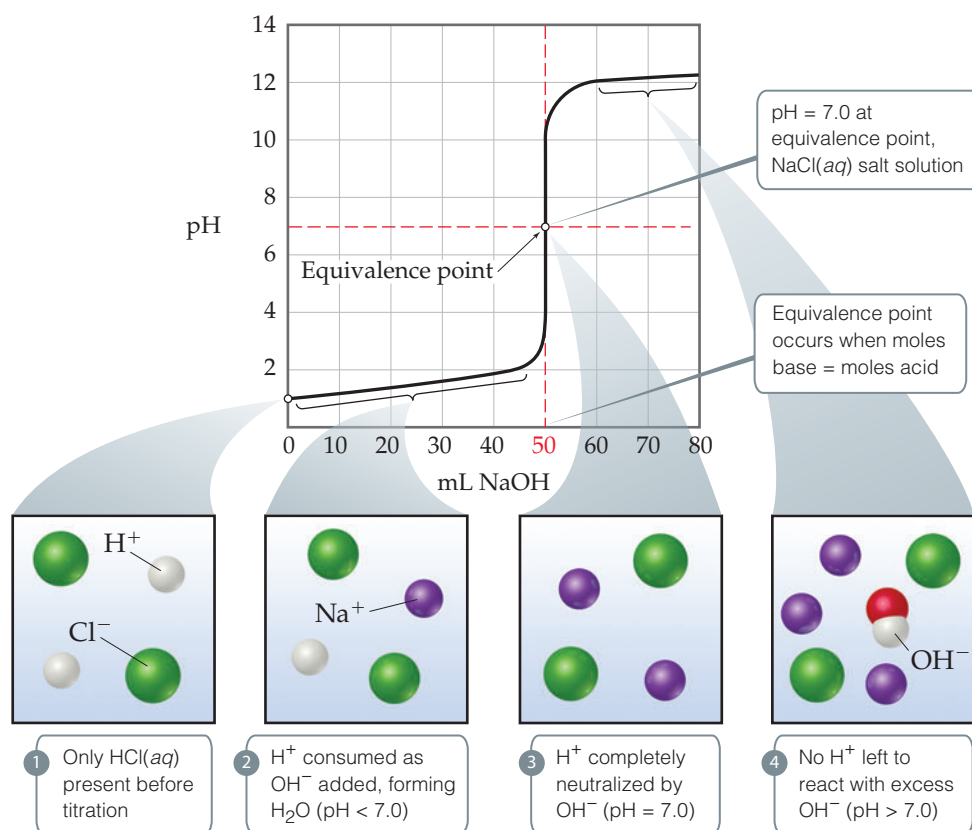 14
12
10
8
6
4
2
pH
0 10 20 30 40 50 60 70 80
mL NaOH
Equivalence point
pH = 7.0 at
equivalence point,
NaCl(aq) salt solution
Equivalence point
occurs when moles
base = moles acid
H⁺
Cl⁻
Na⁺
OH⁻
1 Only HCl(aq)
present before
titration
2 H⁺ consumed as
OH⁻ added, forming
H₂O (pH < 7.0)
3 H⁺ completely
neutralized by
OH⁻ (pH = 7.0)
4 No H⁺ left to
react with excess
OH⁻ (pH > 7.0)